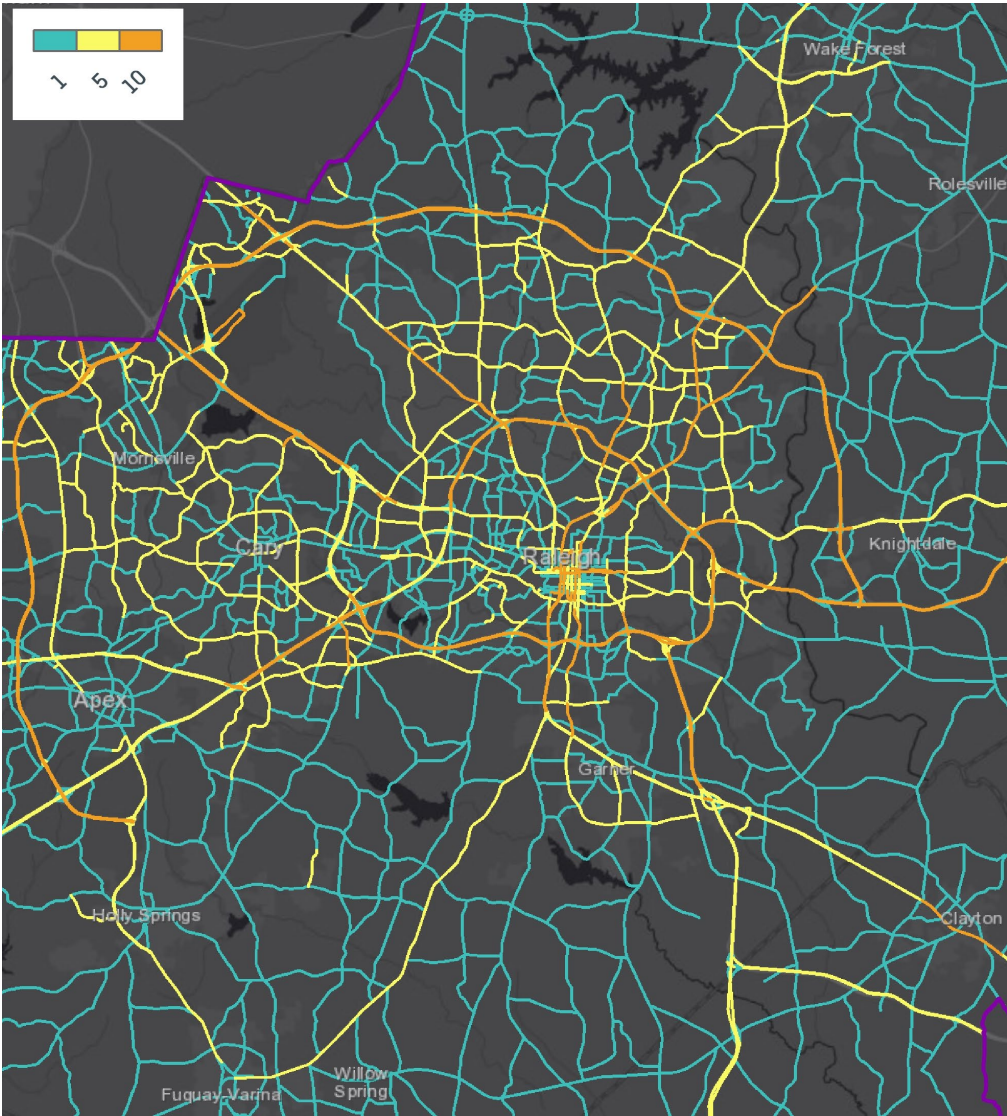 1 5 10
Wake Forest
Rolesville
Morrisville
Cary
Raleigh
Knightdale
Apex
Garner
Holly Springs
Clayton
Willow
Spring
Fuquay-Varina